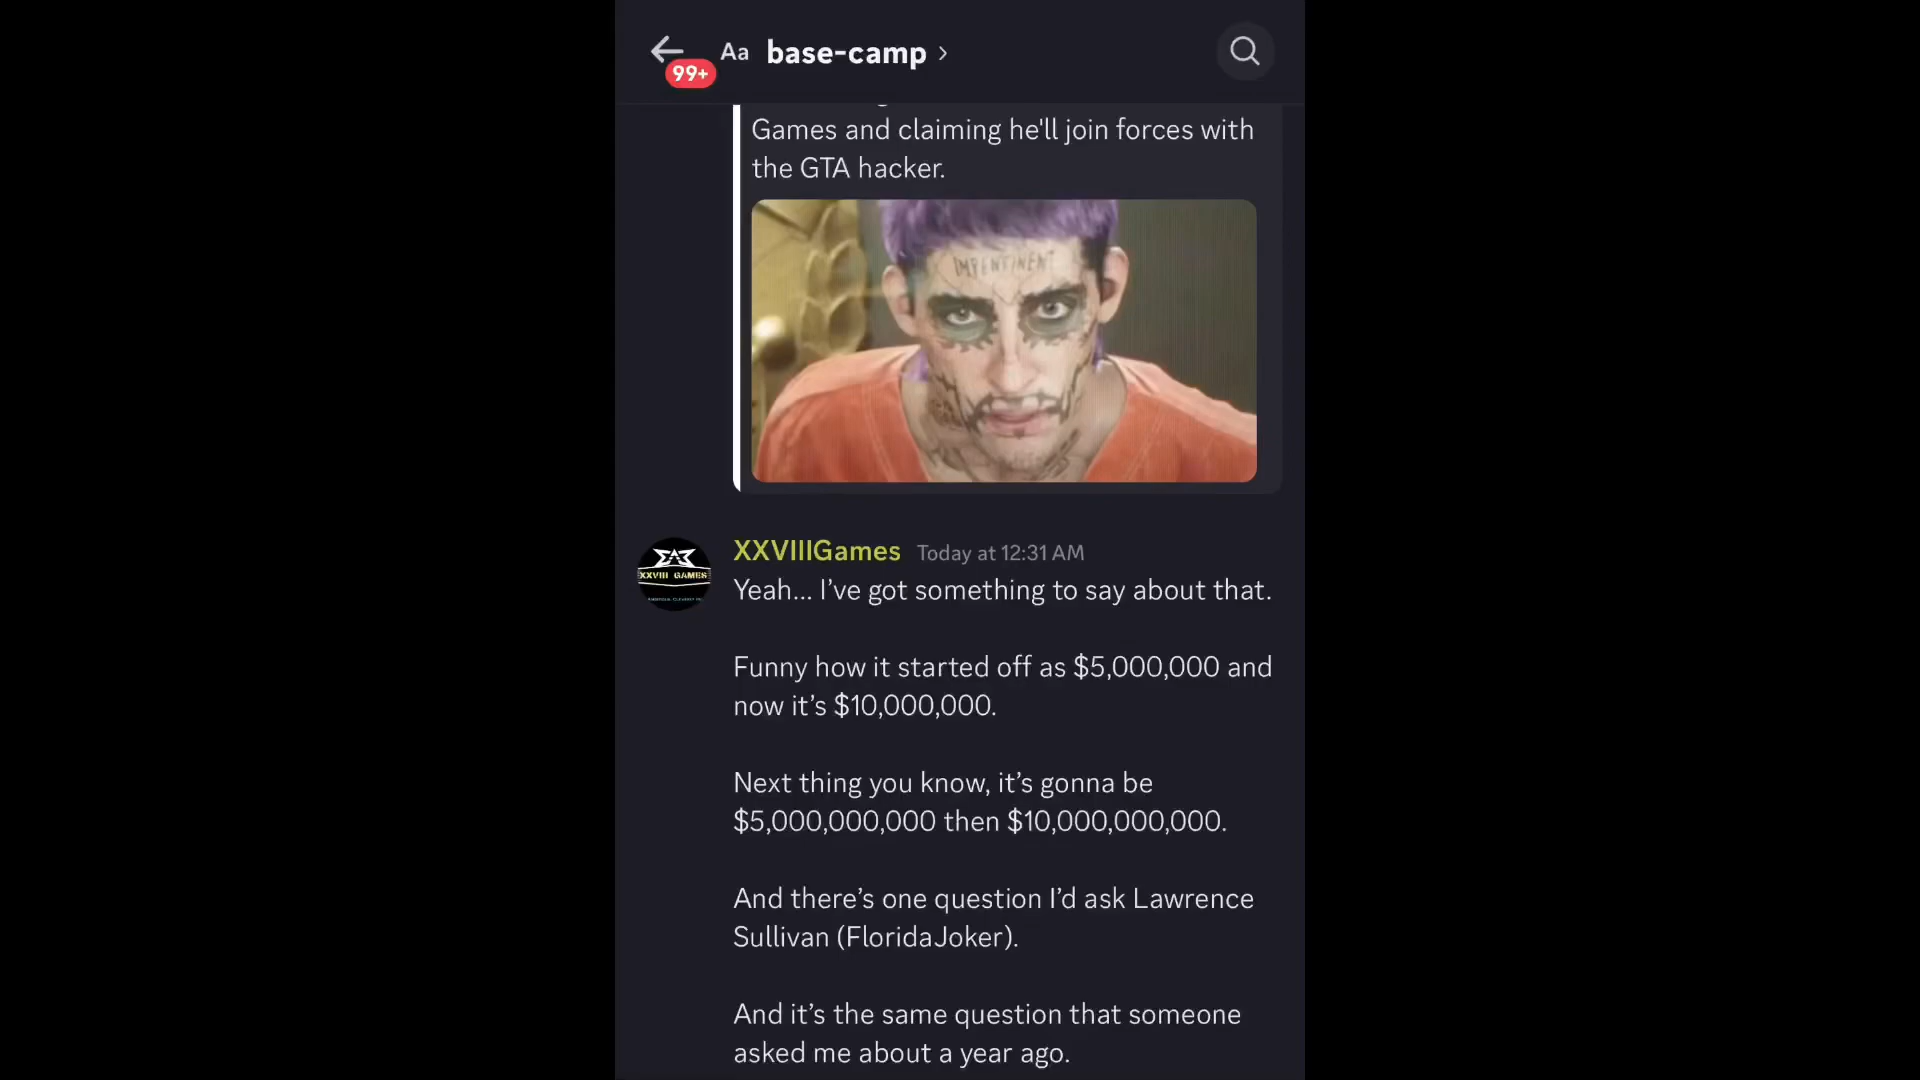 99+
Aa base-camp
Games and claiming he'll join forces with
the GTA hacker.
IMPENTINENT
XXVIIIGames Today at 12:31 AM
XXVIII GAMES
Yeah... I've got something to say about that.
Funny how it started off as $5,000,000 and
now it's $10,000,000.
Next thing you know, it's gonna be
$5,000,000,000 then $10,000,000,000.
And there's one question I'd ask Lawrence
Sullivan (FloridaJoker).
And it's the same question that someone
asked me about a year ago.